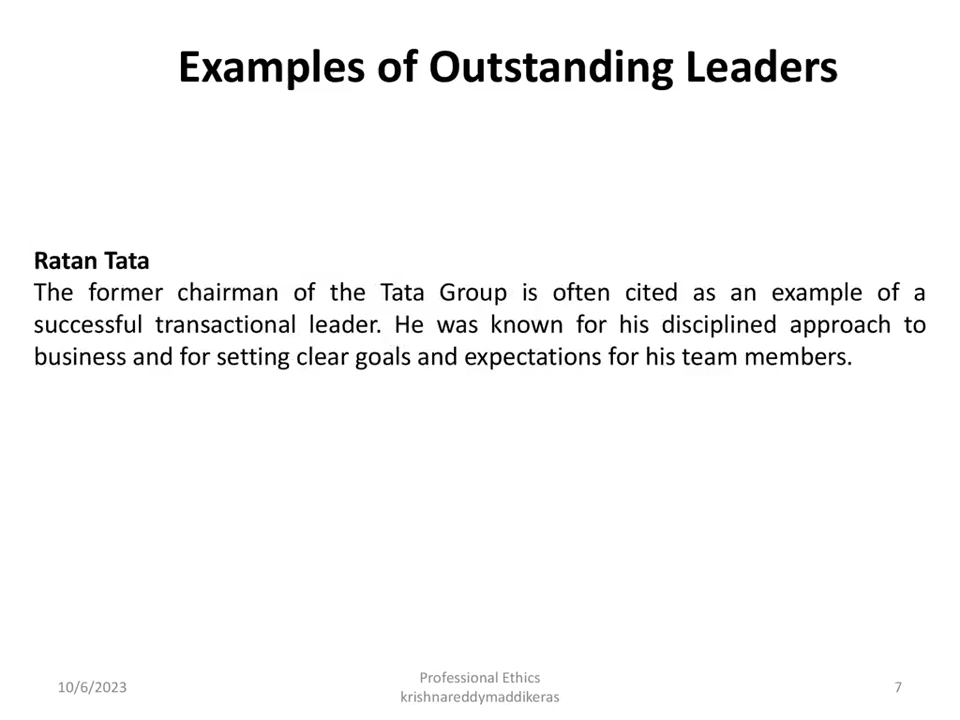 Examples of Outstanding Leaders
Ratan Tata
The former chairman of the Tata Group is often cited as an example of a
successful transactional leader. He was known for his disciplined approach to
business and for setting clear goals and expectations for his team members.
10/6/2023
Professional Ethics
krishnareddymaddikeras
7